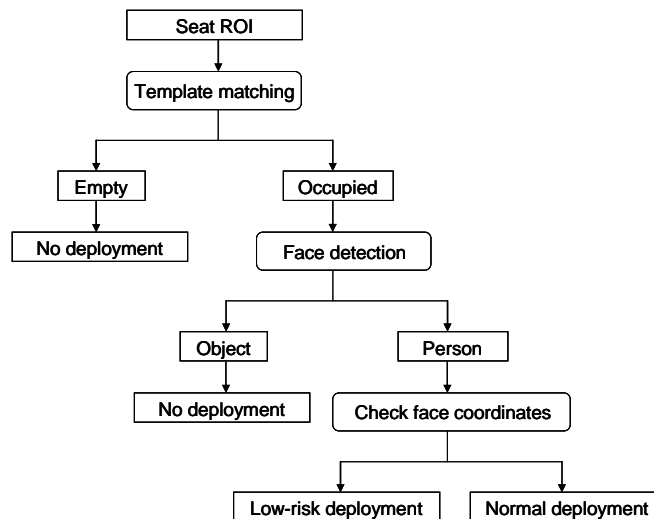 Seat ROI
Template matching
Empty
Occupied
No deployment
Face detection
Object
Person
No deployment
Check face coordinates
Low-risk deployment
Normal deployment